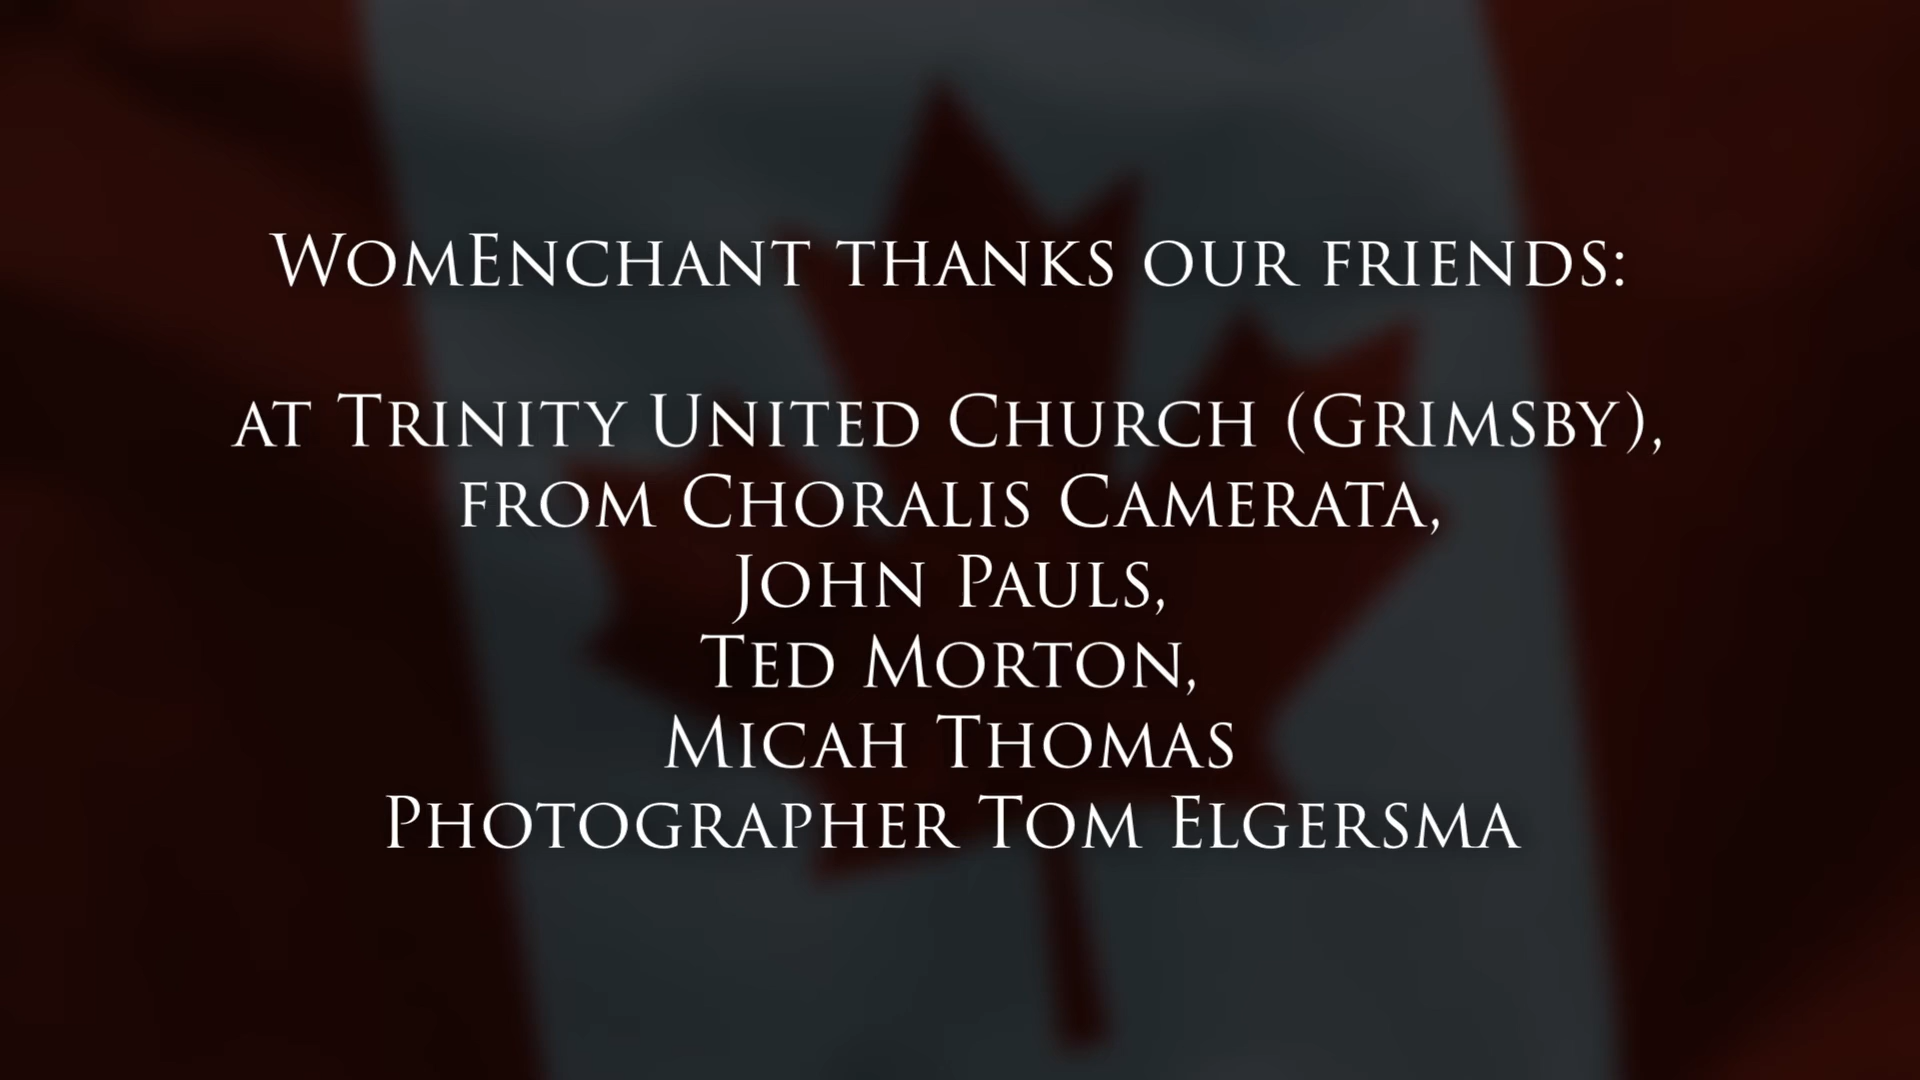 WomEnchant thanks our friends:
at Trinity United Church (Grimsby),
from Choralis Camerata,
John Pauls,
Ted Morton,
Micah Thomas
Photographer Tom Elgersma